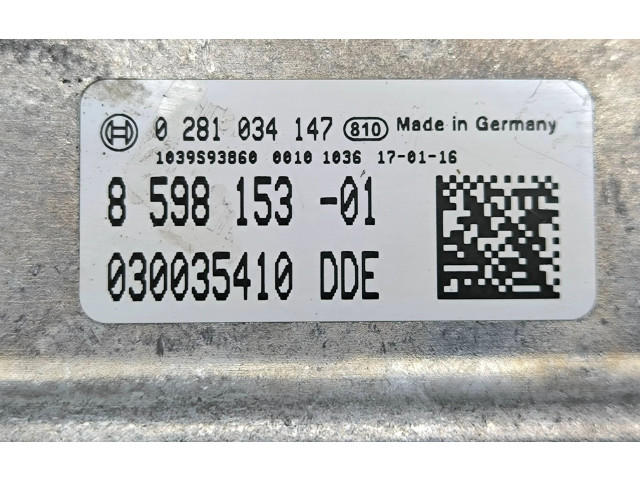 0 281 034 147 810 Made in Germany
1039S93860 0010 1036 17-01-16
8 598 153 -01
030035410 DDE